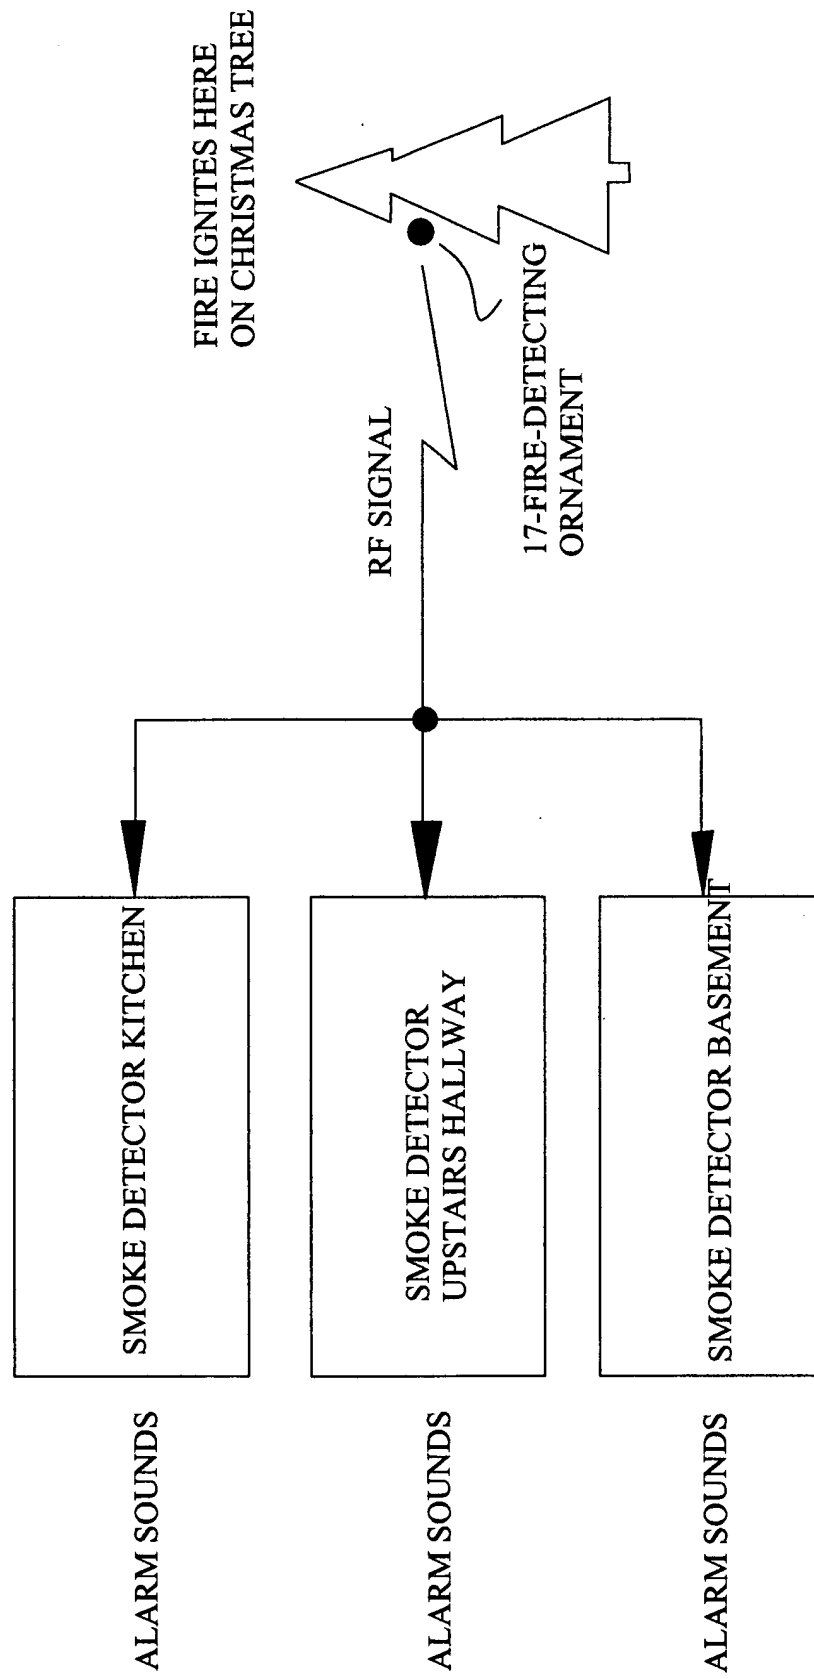 FIRE IGNITES HERE
ON CHRISTMAS TREE
RF SIGNAL
17-FIRE-DETECTING
ORNAMENT
SMOKE DETECTOR KITCHEN
SMOKE DETECTOR
UPSTAIRS HALLWAY
SMOKE DETECTOR BASEMENT
ALARM SOUNDS
ALARM SOUNDS
ALARM SOUNDS